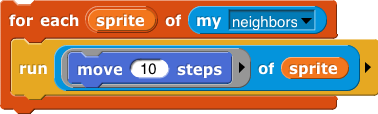 for each sprite of my neighbors
run move 10 steps of sprite